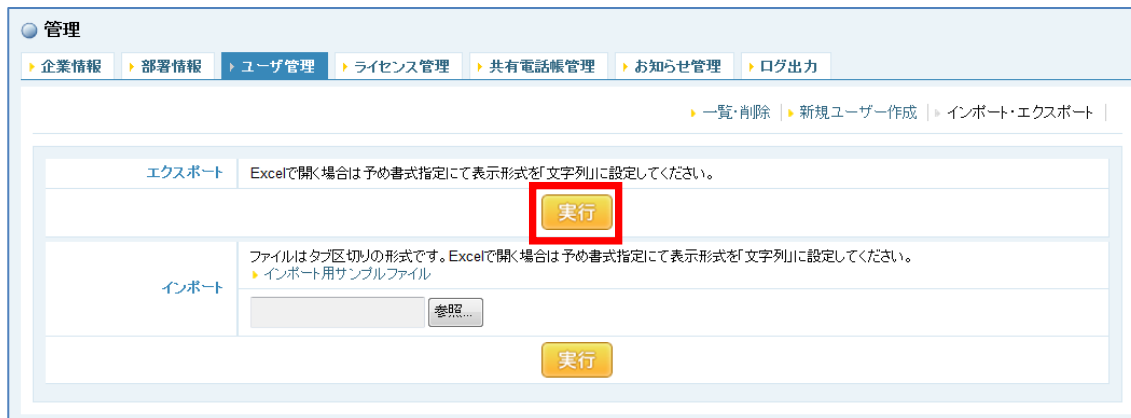 管理
企業情報 部署情報 ユーザ管理 ライセンス管理 共有電話帳管理 お知らせ管理 ログ出力
一覧・削除 | 新規ユーザー作成 | インポート・エクスポート |
エクスポート Excelで開く場合は予め書式指定にて表示形式を「文字列」に設定してください。
実行
ファイルはタブ区切りの形式です。Excelで開く場合は予め書式指定にて表示形式を「文字列」に設定してください。
インポート用サンプルファイル
インポート
参照...
実行